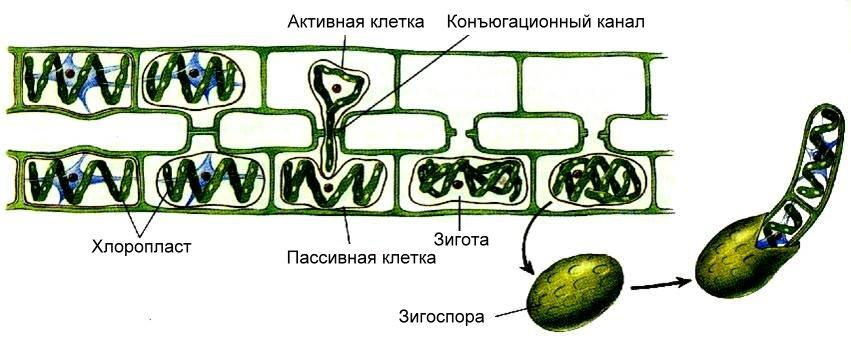 Активная клетка
Конъюгационный канал
Хлоропласт
Зигота
Пассивная клетка
Зигоспора